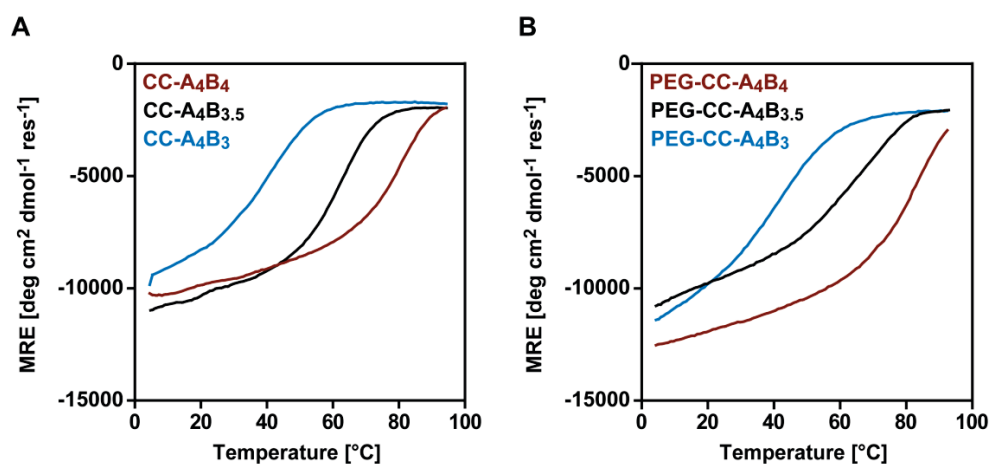 A
CC-A4B4
CC-A4B3.5
CC-A4B3
0
-5000
-10000
-15000
MRE [deg cm2 dmol-1 res-1]
0 20 40 60 80 100
Temperature [°C]
B
PEG-CC-A4B4
PEG-CC-A4B3.5
PEG-CC-A4B3
0
-5000
-10000
-15000
MRE [deg cm2 dmol-1 res-1]
0 20 40 60 80 100
Temperature [°C]